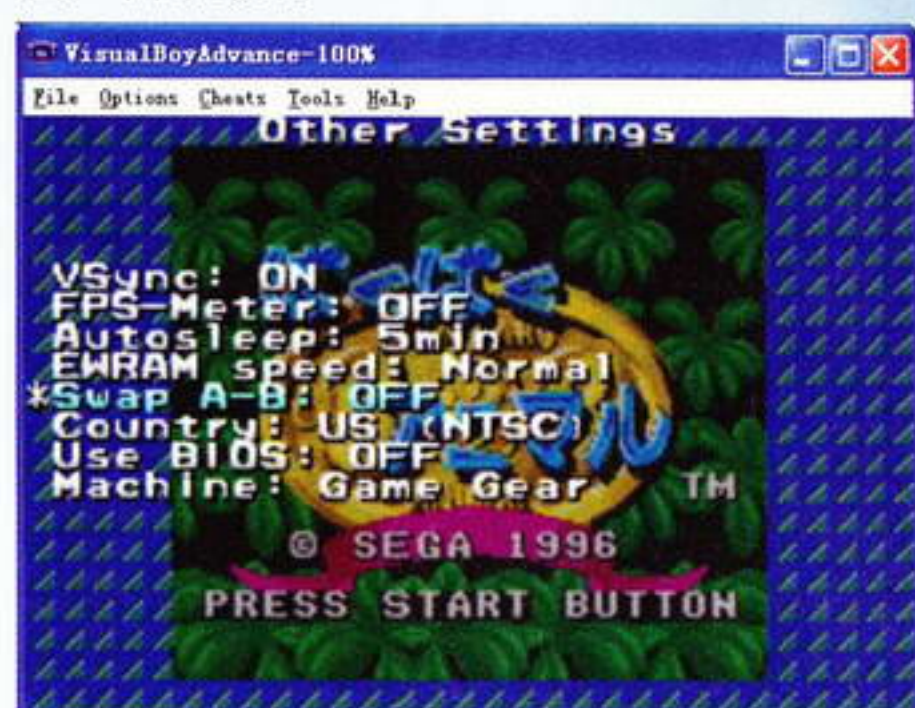 VisualBoyAdvance-100%
File Options Cheats Tools Help
Other Settings
VSync: ON
FPS-Meter: OFF
Autosleep: 5min
EWRAM speed: Normal
*Swap A-B: OFF
Country: US (NTSC)
Use BIOS: OFF
Machine: Game Gear
TM
© SEGA 1996
PRESS START BUTTON